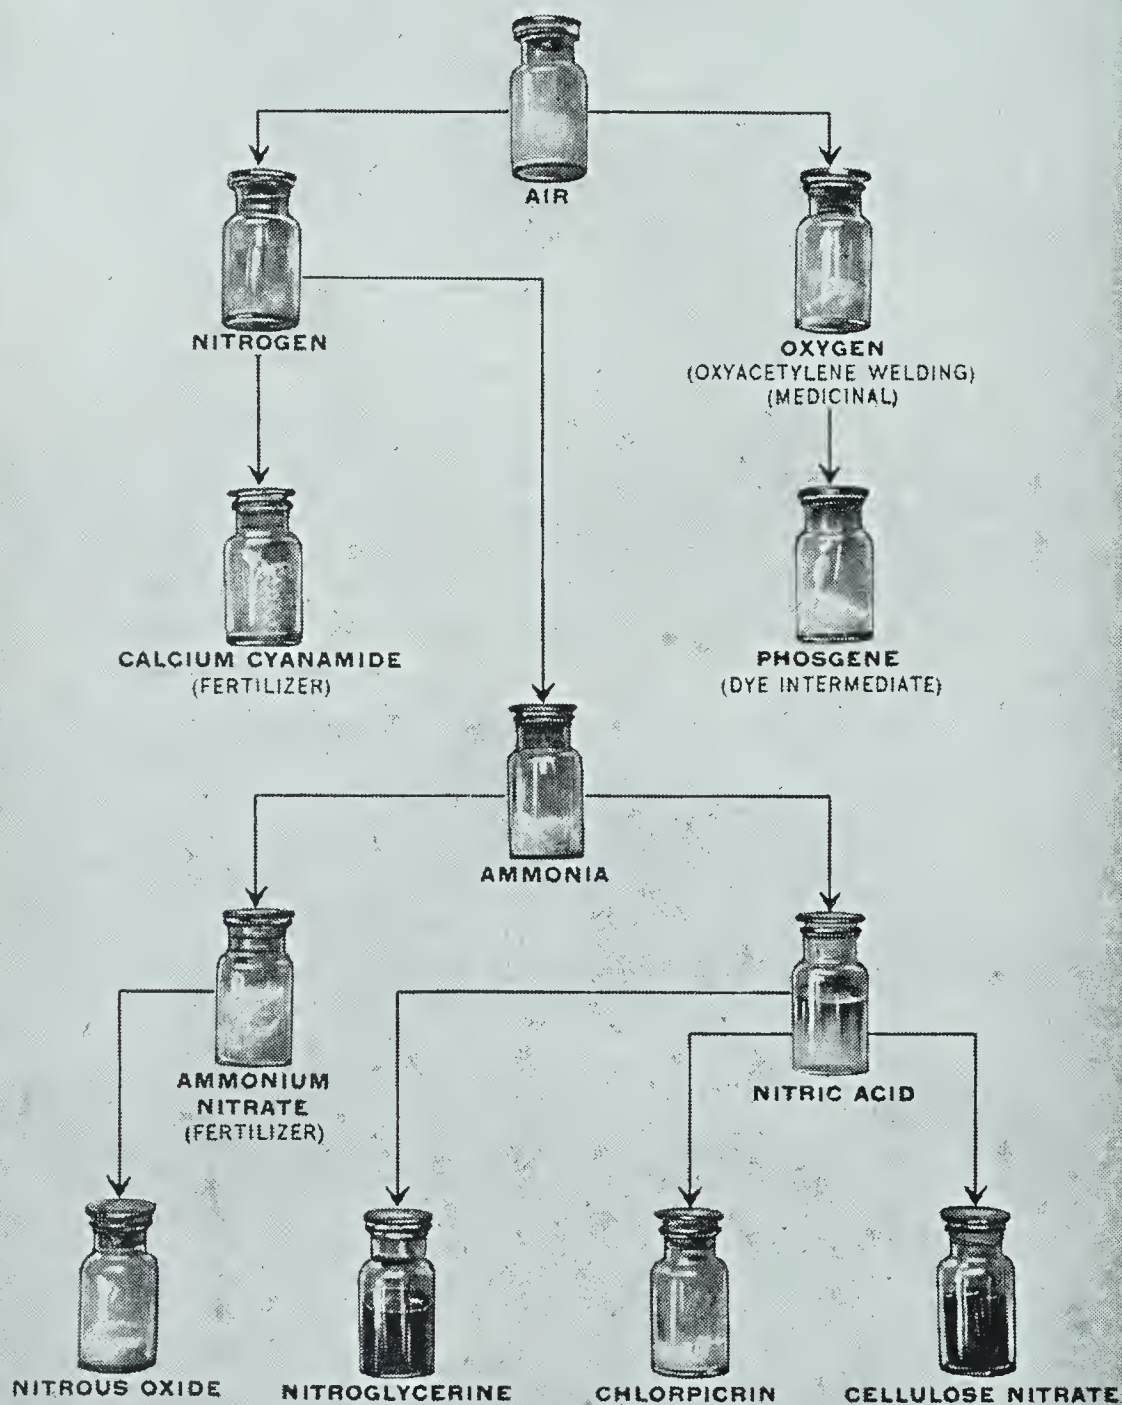 AIR
NITROGEN
OXYGEN
(OXYACETYLENE WELDING)
(MEDICINAL)
CALCIUM CYANAMIDE
(FERTILIZER)
PHOSGENE
(DYE INTERMEDIATE)
AMMONIA
AMMONIUM
NITRATE
(FERTILIZER)
NITRIC ACID
NITROUS OXIDE
NITROGLYCERINE
CHLORPICRIN
CELLULOSE NITRATE